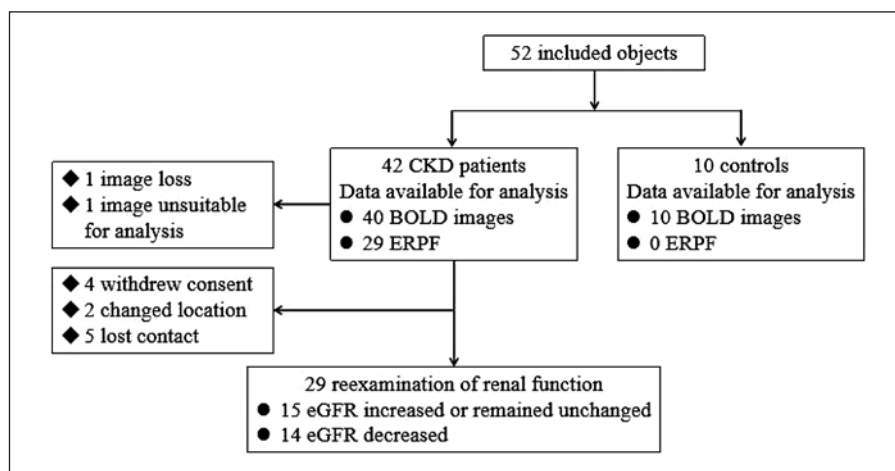 52 included objects
42 CKD patients
Data available for analysis
● 40 BOLD images
● 29 ERPF
10 controls
Data available for analysis
● 10 BOLD images
● 0 ERPF
◆ 1 image loss
◆ 1 image unsuitable
for analysis
◆ 4 withdrew consent
◆ 2 changed location
◆ 5 lost contact
29 reexamination of renal function
● 15 eGFR increased or remained unchanged
● 14 eGFR decreased